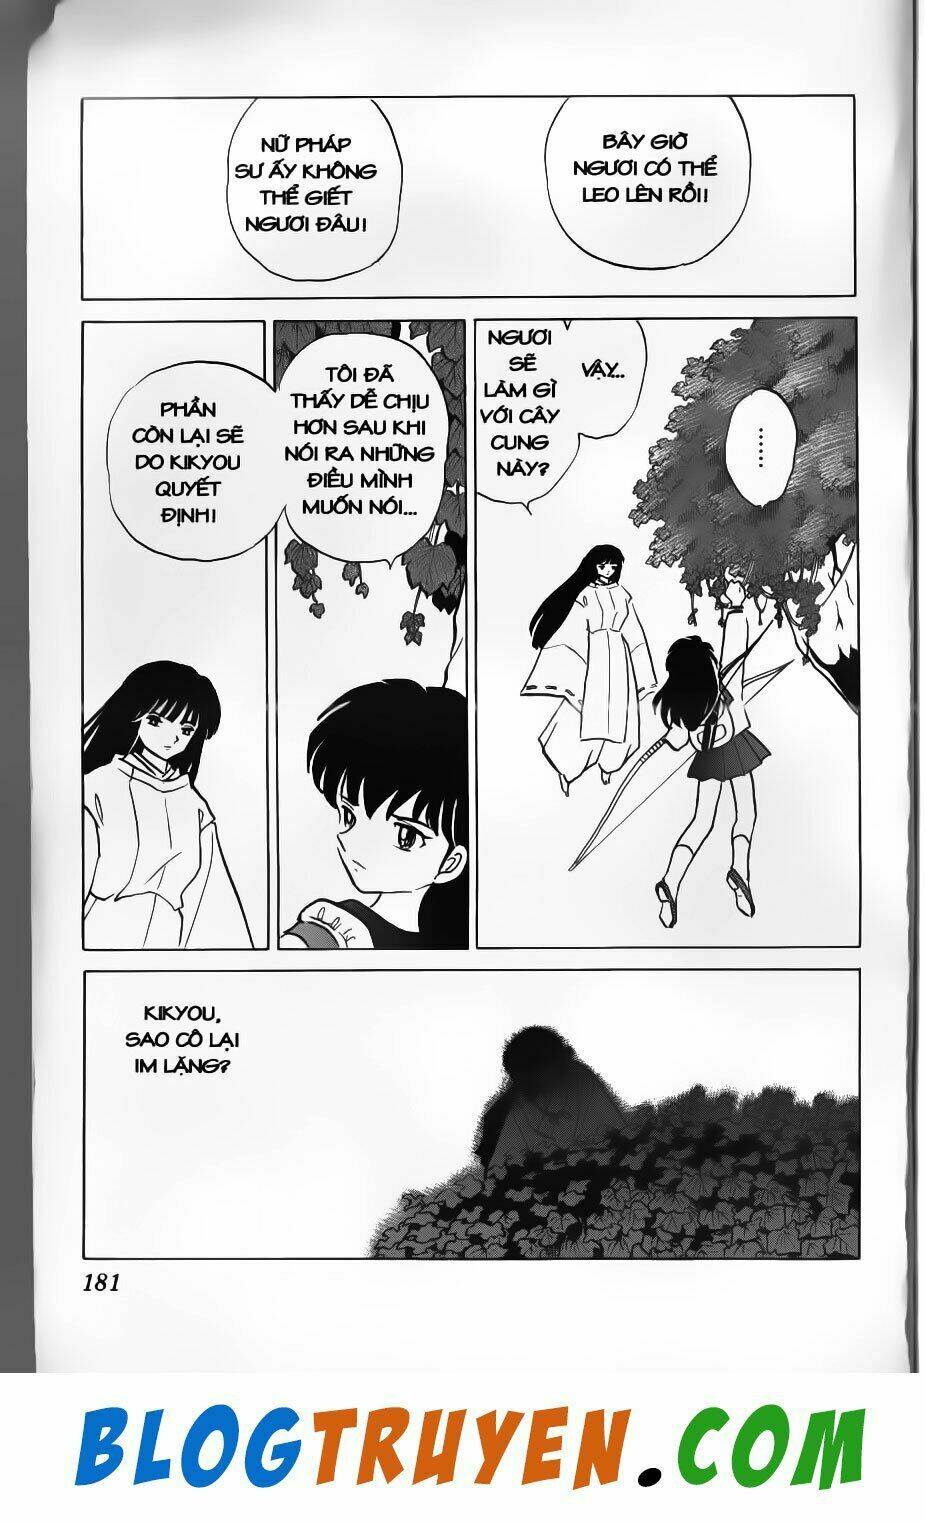 BÂY GIỜ
NGƯƠI CÓ THỂ
LEO LÊN RỒI!
NỮ PHÁP
SƯ ẤY KHÔNG
THỂ GIẾT
NGƯƠI ĐÂU!
......
VẬY...
NGƯƠI
SẼ
LÀM GÌ
VỚI CÂY
CUNG
NÀY?
TÔI ĐÃ
THẤY DỄ CHỊU
HƠN SAU KHI
NÓI RA NHỮNG
ĐIỀU MÌNH
MUỐN NÓI...
PHẦN
CÒN LẠI SẼ
DO KIKYOU
QUYẾT
ĐỊNH!
KIKYOU,
SAO CÔ LẠI
IM LẶNG?
181
BLOGTRUYEN.COM